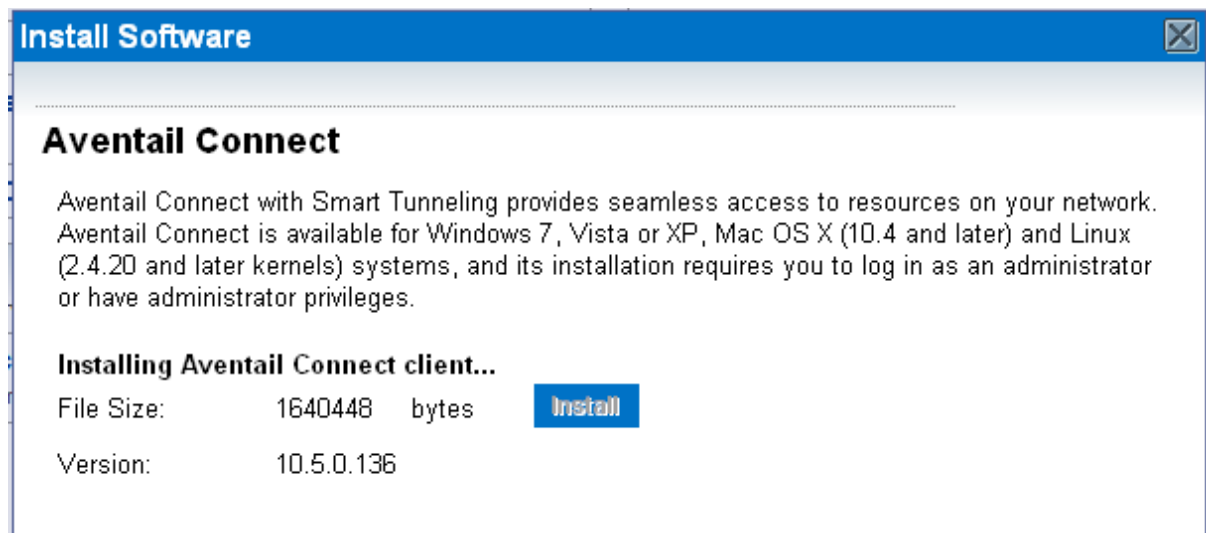 Install Software
Aventail Connect
Aventail Connect with Smart Tunneling provides seamless access to resources on your network.
Aventail Connect is available for Windows 7, Vista or XP, Mac OS X (10.4 and later) and Linux
(2.4.20 and later kernels) systems, and its installation requires you to log in as an administrator
or have administrator privileges.
Installing Aventail Connect client...
File Size: 1640448 bytes Install
Version: 10.5.0.136